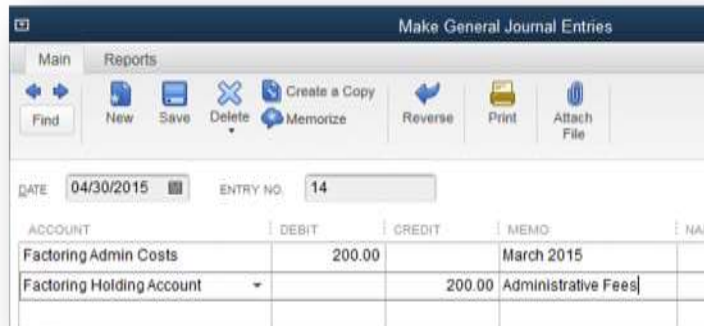 Make General Journal Entries
Main Reports
Find New Save Delete Create a Copy Memorize Reverse Print Attach File
DATE 04/30/2015 ENTRY NO. 14
ACCOUNT DEBIT CREDIT MEMO NA
Factoring Admin Costs 200.00 March 2015
Factoring Holding Account 200.00 Administrative Fees